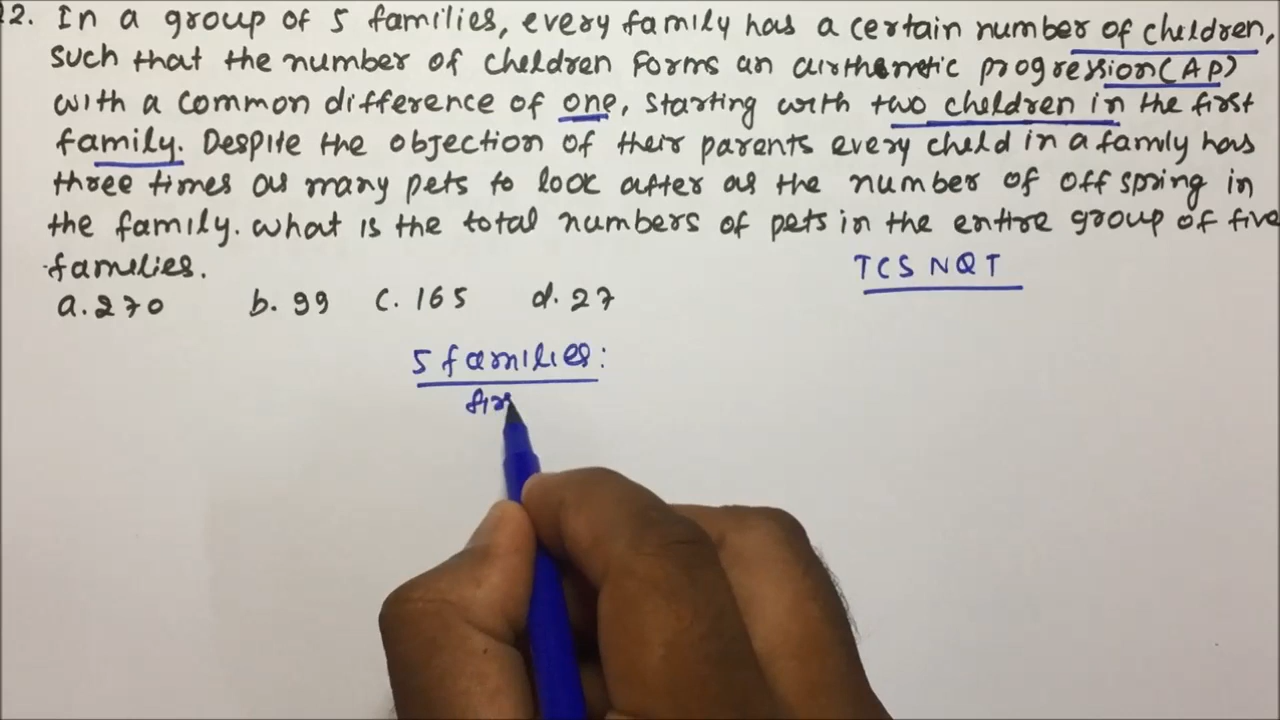 2. In a group of 5 families, every family has a certain number of children,
such that the number of children forms an airthemetic progression(AP)
with a common difference of one, starting with two children in the first
family. Despite the objection of their parents every child in a family has
three times as many pets to look after as the number of offspring in
the family. what is the total numbers of pets in the entire group of five
families.
TCS NQT
a. 270 b. 99 c. 165 d. 27
5 families:
firs